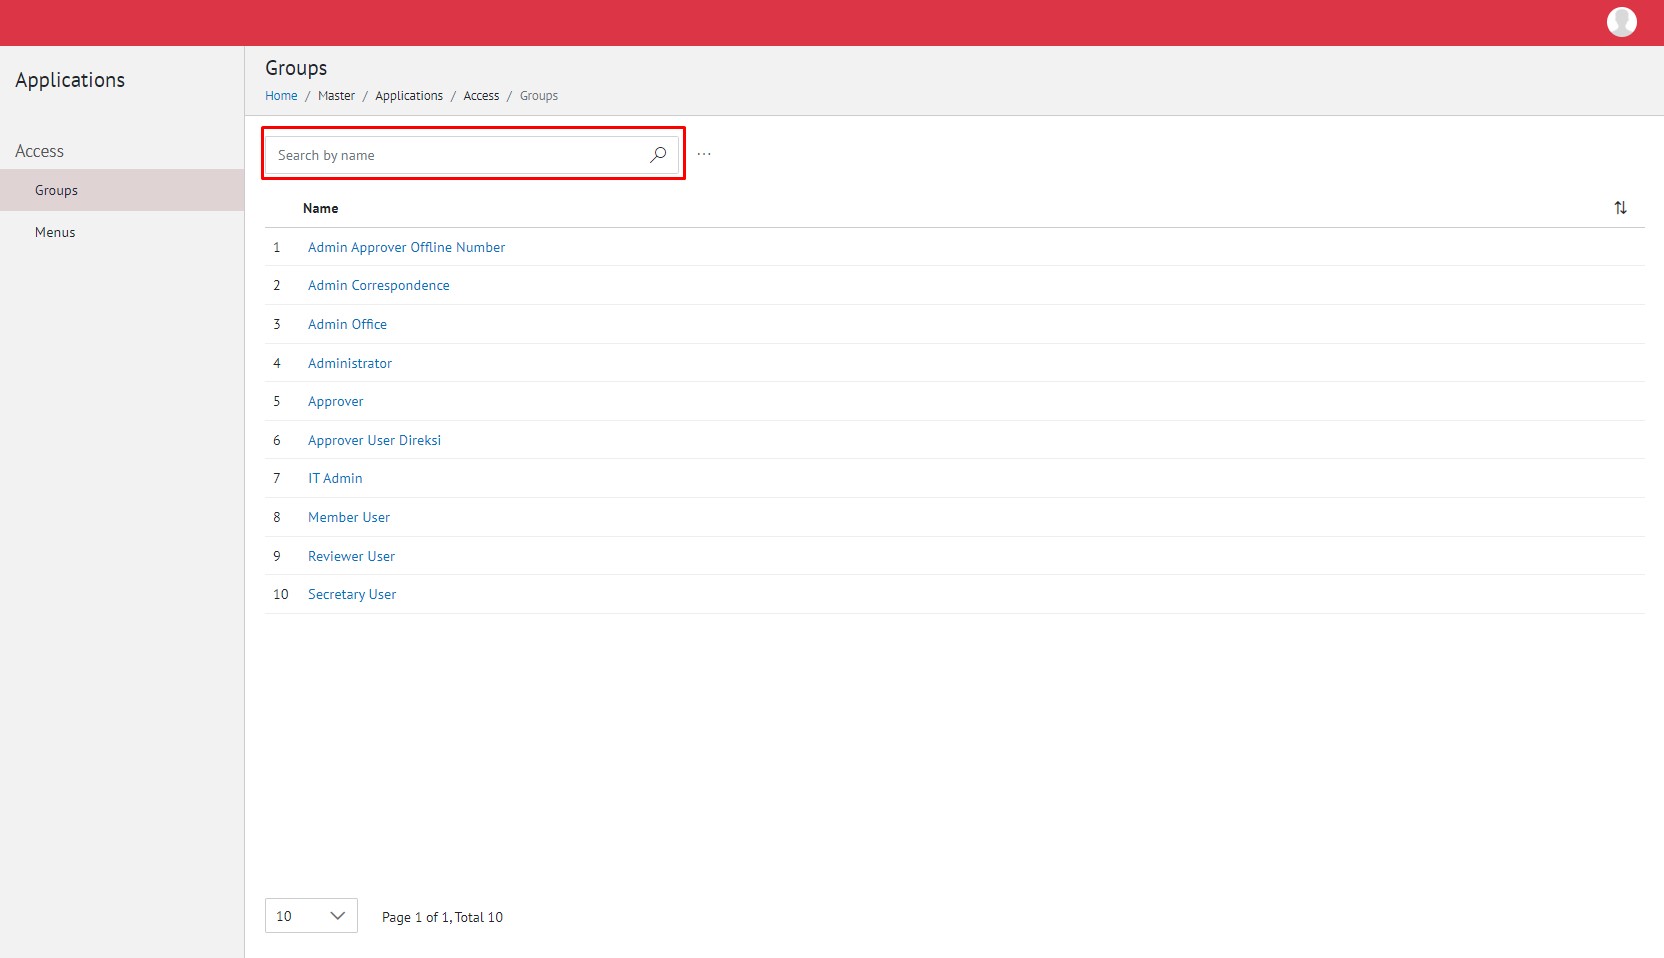 Applications
Access
Groups
Menus
Groups
Home / Master / Applications / Access / Groups
Search by name
...
Name
1 Admin Approver Offline Number
2 Admin Correspondence
3 Admin Office
4 Administrator
5 Approver
6 Approver User Direksi
7 IT Admin
8 Member User
9 Reviewer User
10 Secretary User
10 Page 1 of 1, Total 10